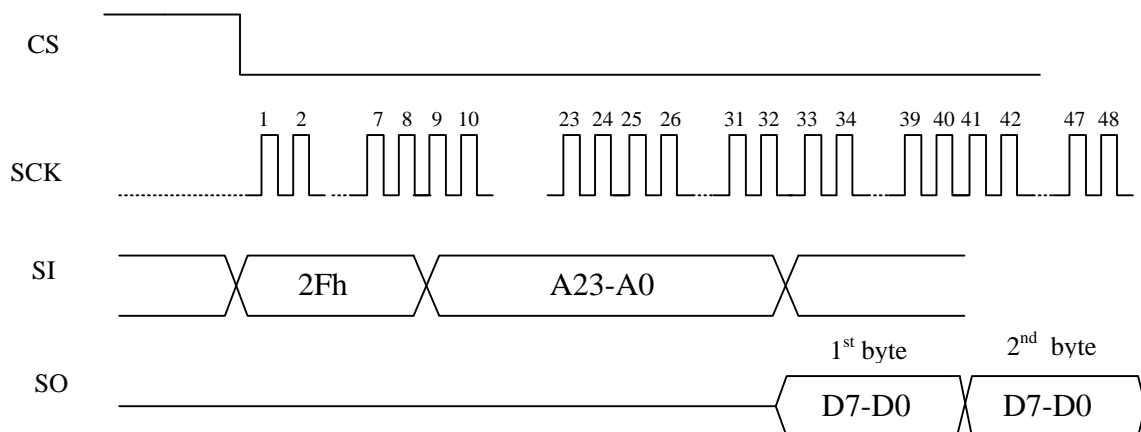 CS
1 2 7 8 9 10 23 24 25 26 31 32 33 34 39 40 41 42 47 48
SCK
SI
2Fh A23-A0
1st byte 2nd byte
SO
D7-D0 D7-D0